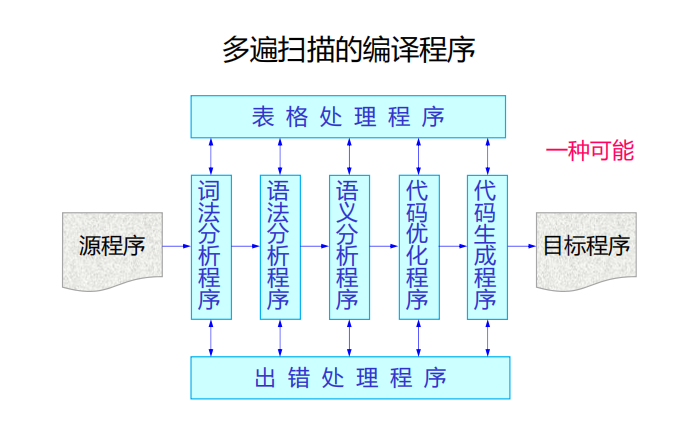 多遍扫描的编译程序
表格处理程序
一种可能
源程序
词法分析程序
语法分析程序
语义分析程序
代码优化程序
代码生成程序
目标程序
出错处理程序